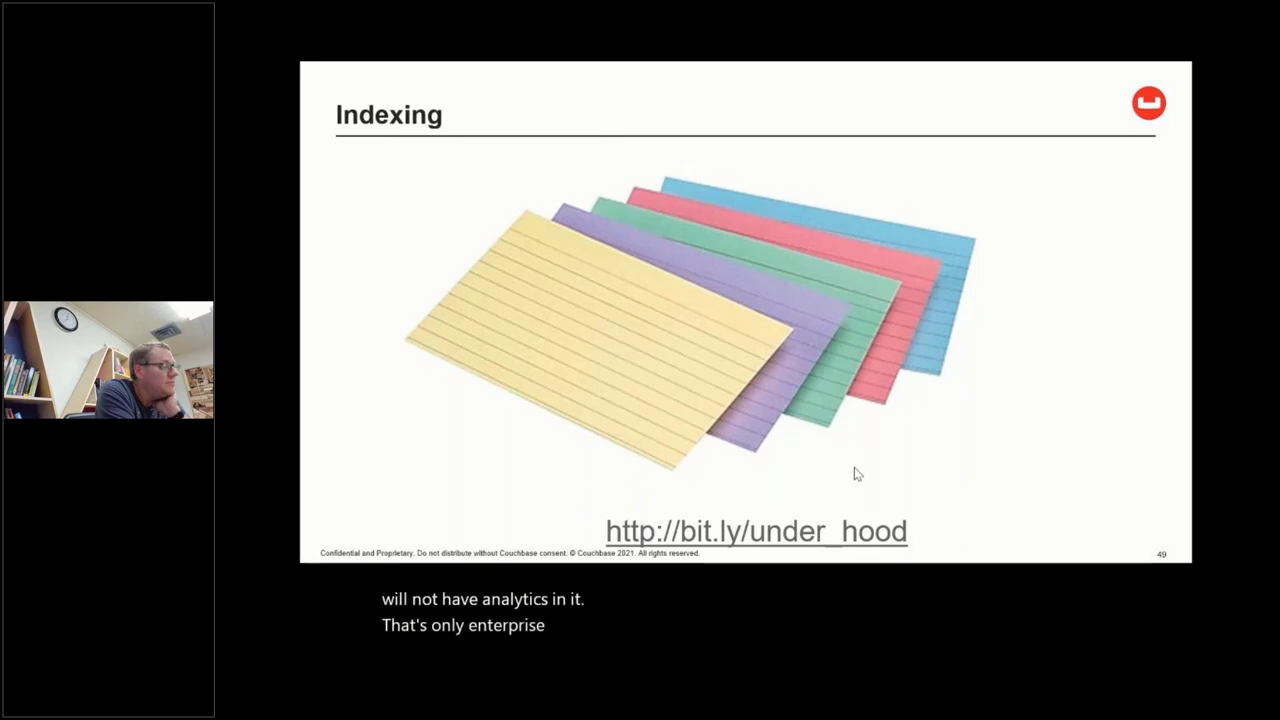 Indexing
http://bit.ly/under_hood
Confidential and Proprietary. Do not distribute without Couchbase consent. © Couchbase 2021. All rights reserved.
49
will not have analytics in it.
That's only enterprise